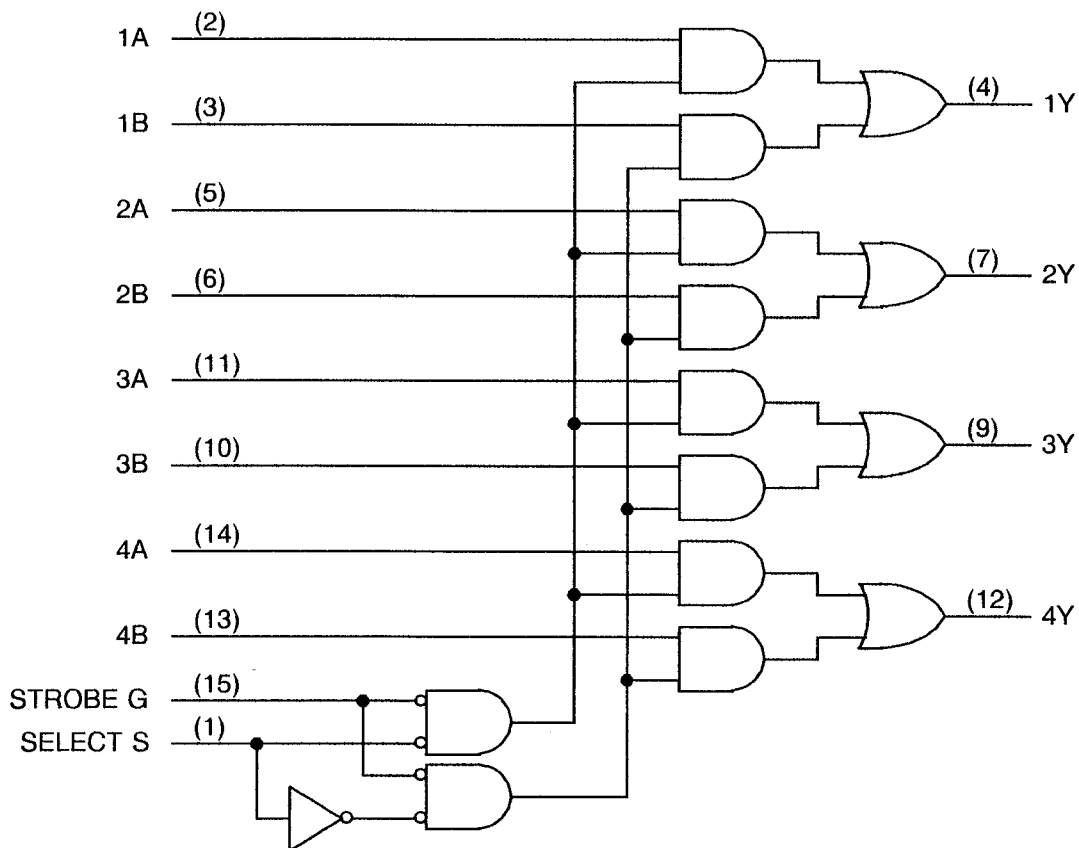 1A (2)
1B (3)
(4) 1Y
2A (5)
2B (6)
(7) 2Y
3A (11)
3B (10)
(9) 3Y
4A (14)
4B (13)
(12) 4Y
STROBE G (15)
SELECT S (1)